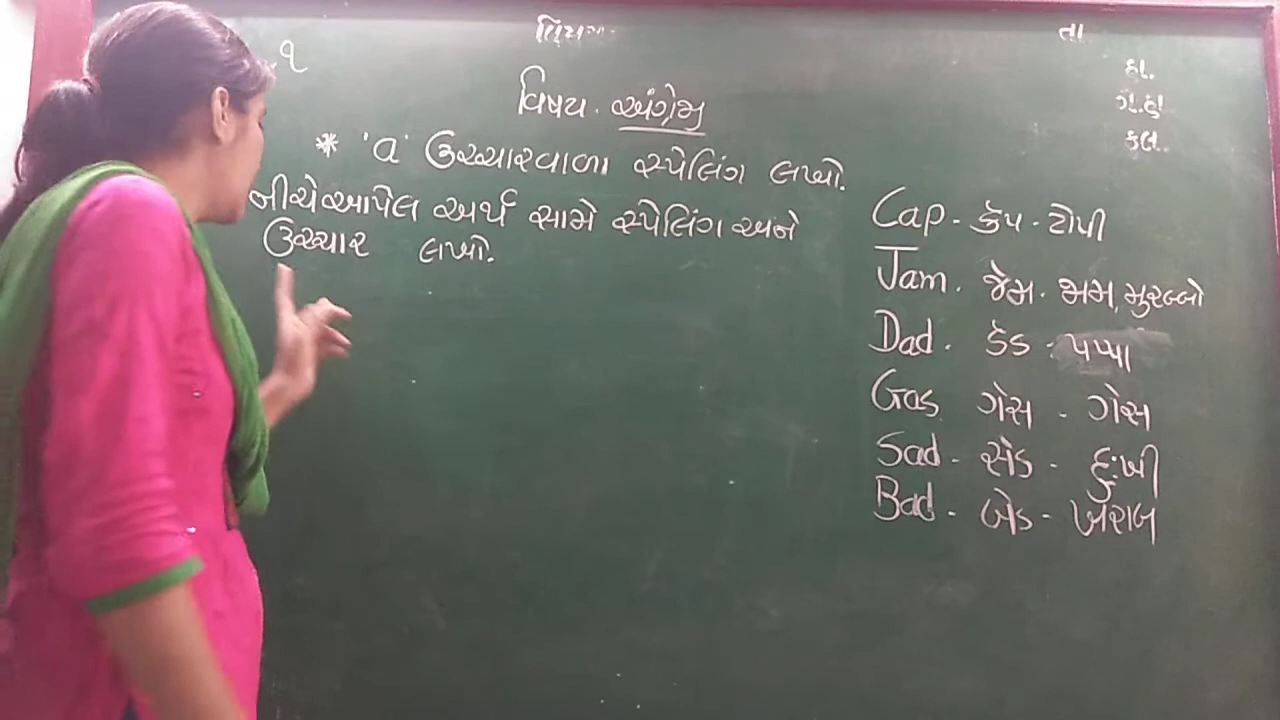 વિષય
તા
.૧
હા.
ગે.હા
કુલ.
વિષય. અંગ્રેજી
* 'a' ઉચ્ચારવાળા સ્પેલિંગ લખો.
નીચેઆપેલ અર્થ સામે સ્પેલિંગ અને
ઉચ્ચાર લખો.
Cap - કેપ - ટોપી
Jam. જેમ. જામ, મુરબ્બો
Dad. ડેડ - પપ્પા
Gas ગેસ - ગેસ
Sad - સેડ - દુ:ખી
Bad - બેડ - ખરાબ